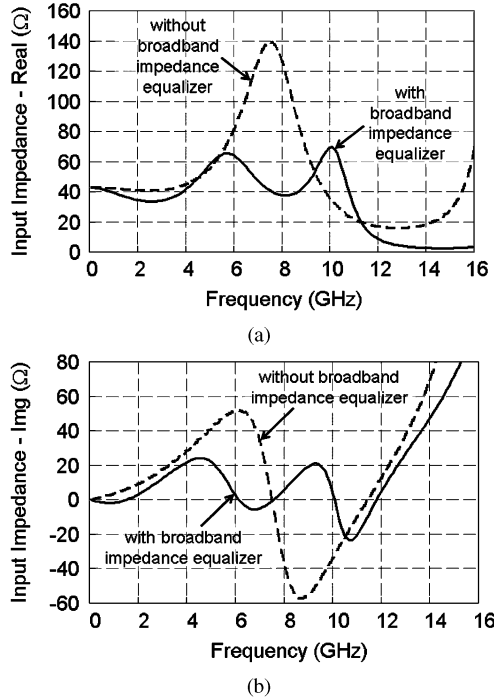 160
140
120
100
80
60
40
20
0
Input Impedance - Real (Ω)
without
broadband
impedance
equalizer
with
broadband
impedance
equalizer
0 2 4 6 8 10 12 14 16
Frequency (GHz)
(a)
80
60
40
20
0
-20
-40
-60
Input Impedance - Img (Ω)
without broadband
impedance equalizer
with broadband
impedance equalizer
0 2 4 6 8 10 12 14 16
Frequency (GHz)
(b)